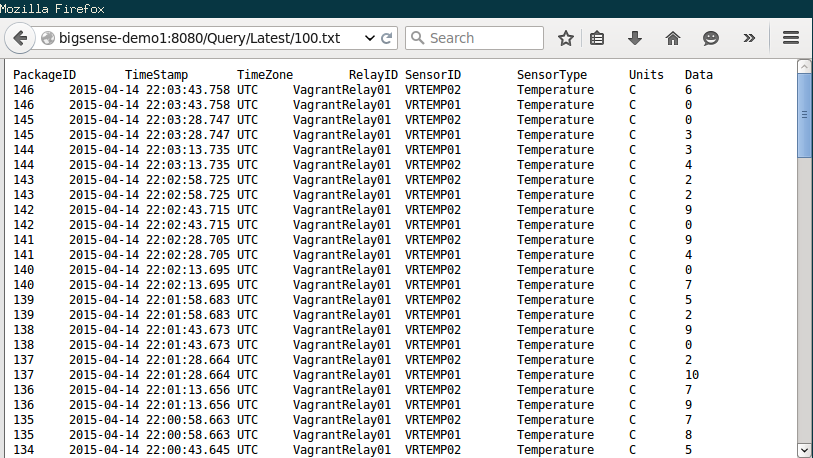 Mozilla Firefox
bigsense-demo1:8080/Query/Latest/100.txt Search
PackageID TimeStamp TimeZone RelayID SensorID SensorType Units Data
146 2015-04-14 22:03:43.758 UTC VagrantRelay01 VRTEMP02 Temperature C 6
146 2015-04-14 22:03:43.758 UTC VagrantRelay01 VRTEMP01 Temperature C 0
145 2015-04-14 22:03:28.747 UTC VagrantRelay01 VRTEMP02 Temperature C 0
145 2015-04-14 22:03:28.747 UTC VagrantRelay01 VRTEMP01 Temperature C 3
144 2015-04-14 22:03:13.735 UTC VagrantRelay01 VRTEMP01 Temperature C 3
144 2015-04-14 22:03:13.735 UTC VagrantRelay01 VRTEMP02 Temperature C 4
143 2015-04-14 22:02:58.725 UTC VagrantRelay01 VRTEMP02 Temperature C 2
143 2015-04-14 22:02:58.725 UTC VagrantRelay01 VRTEMP01 Temperature C 2
142 2015-04-14 22:02:43.715 UTC VagrantRelay01 VRTEMP02 Temperature C 9
142 2015-04-14 22:02:43.715 UTC VagrantRelay01 VRTEMP01 Temperature C 0
141 2015-04-14 22:02:28.705 UTC VagrantRelay01 VRTEMP02 Temperature C 9
141 2015-04-14 22:02:28.705 UTC VagrantRelay01 VRTEMP01 Temperature C 4
140 2015-04-14 22:02:13.695 UTC VagrantRelay01 VRTEMP02 Temperature C 0
140 2015-04-14 22:02:13.695 UTC VagrantRelay01 VRTEMP01 Temperature C 7
139 2015-04-14 22:01:58.683 UTC VagrantRelay01 VRTEMP02 Temperature C 5
139 2015-04-14 22:01:58.683 UTC VagrantRelay01 VRTEMP01 Temperature C 2
138 2015-04-14 22:01:43.673 UTC VagrantRelay01 VRTEMP02 Temperature C 9
138 2015-04-14 22:01:43.673 UTC VagrantRelay01 VRTEMP01 Temperature C 0
137 2015-04-14 22:01:28.664 UTC VagrantRelay01 VRTEMP02 Temperature C 2
137 2015-04-14 22:01:28.664 UTC VagrantRelay01 VRTEMP01 Temperature C 10
136 2015-04-14 22:01:13.656 UTC VagrantRelay01 VRTEMP02 Temperature C 7
136 2015-04-14 22:01:13.656 UTC VagrantRelay01 VRTEMP01 Temperature C 9
135 2015-04-14 22:00:58.663 UTC VagrantRelay01 VRTEMP02 Temperature C 7
135 2015-04-14 22:00:58.663 UTC VagrantRelay01 VRTEMP01 Temperature C 8
134 2015-04-14 22:00:43.645 UTC VagrantRelay01 VRTEMP02 Temperature C 5